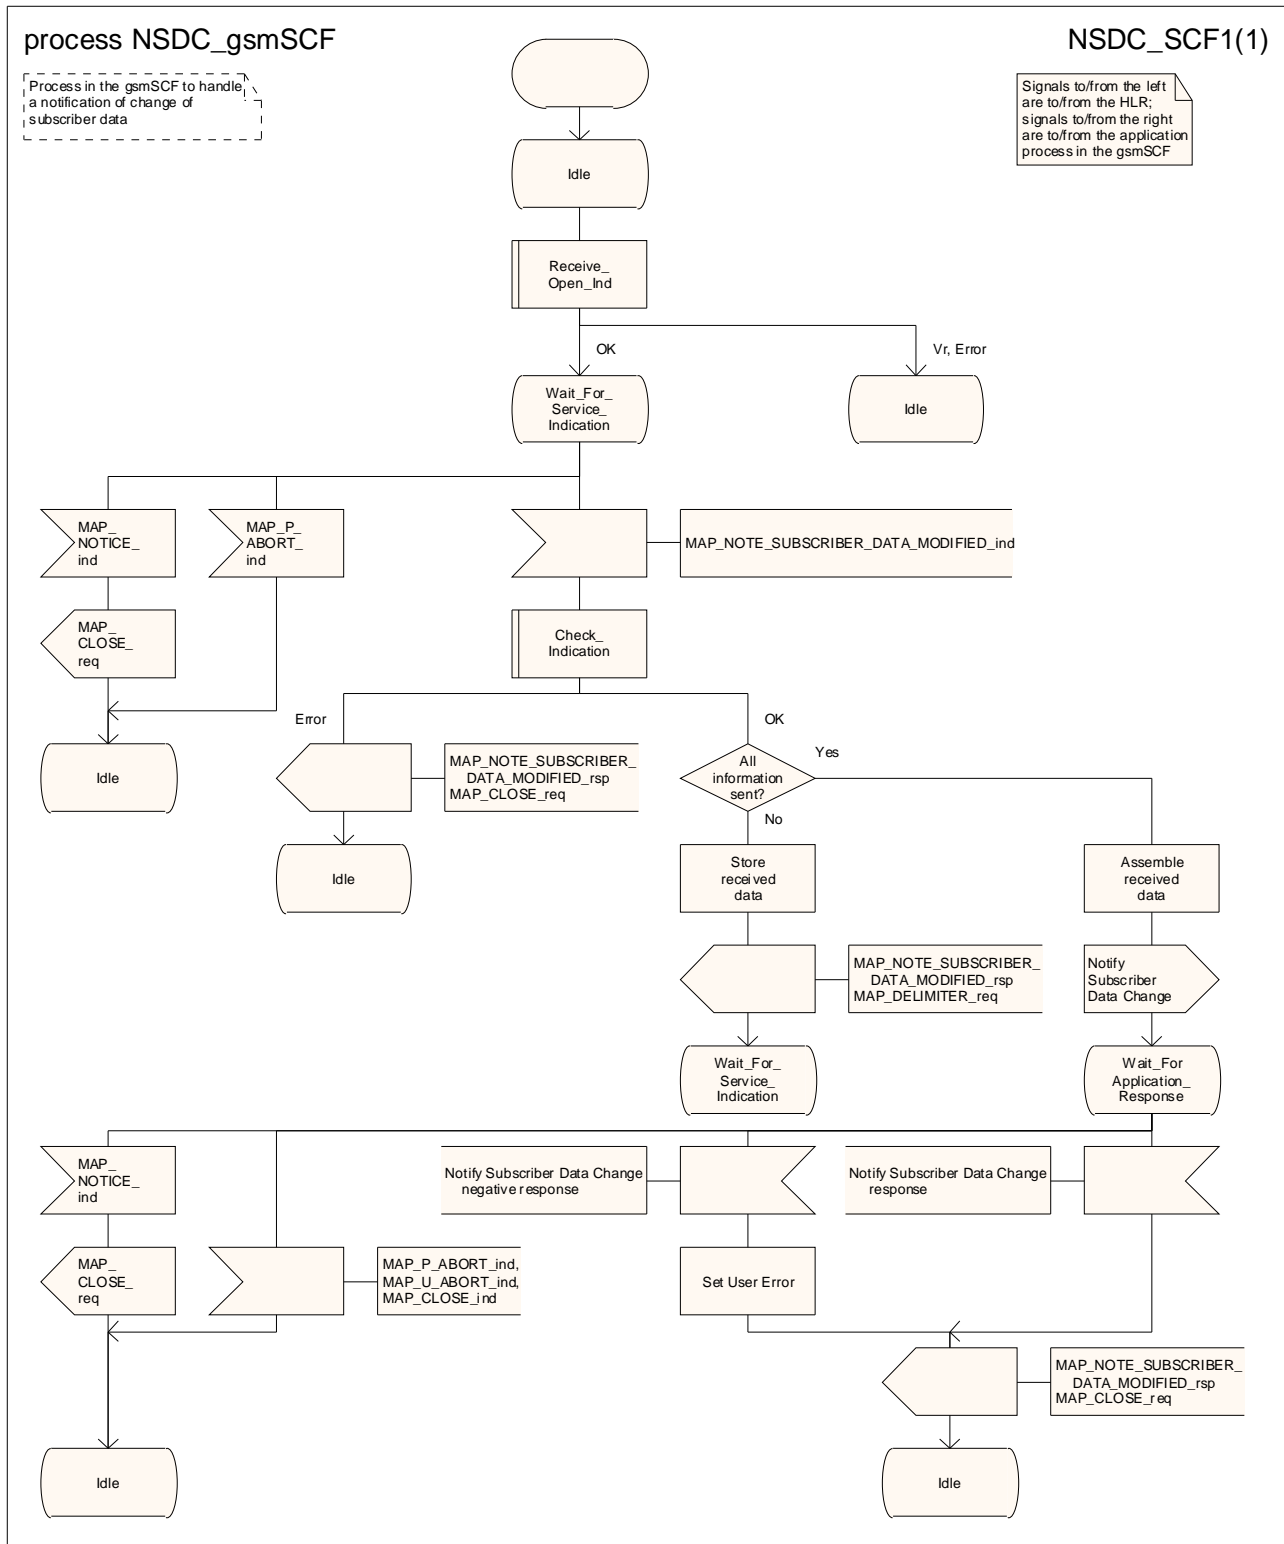 process NSDC_gsmSCF
NSDC_SCF1(1)
Process in the gsmSCF to handle
a notification of change of
subscriber data
Signals to/from the left
are to/from the HLR;
signals to/from the right
are to/from the application
process in the gsmSCF
Idle
Receive_
Open_Ind
OK
Vr, Error
Wait_For_
Service_
Indication
Idle
MAP_
NOTICE_
ind
MAP_P_
ABORT_
ind
MAP_NOTE_SUBSCRIBER_DATA_MODIFIED_ind
MAP_
CLOSE_
req
Check_
Indication
Error
OK
Idle
MAP_NOTE_SUBSCRIBER_
DATA_MODIFIED_rsp
MAP_CLOSE_req
All
information
sent?
Yes
No
Idle
Store
received
data
Assemble
received
data
MAP_NOTE_SUBSCRIBER_
DATA_MODIFIED_rsp
MAP_DELIMITER_req
Notify
Subscriber
Data Change
Wait_For_
Service_
Indication
Wait_For
Application_
Response
MAP_
NOTICE_
ind
Notify Subscriber Data Change
negative response
Notify Subscriber Data Change
response
MAP_
CLOSE_
req
MAP_P_ABORT_ind,
MAP_U_ABORT_ind,
MAP_CLOSE_ind
Set User Error
MAP_NOTE_SUBSCRIBER_
DATA_MODIFIED_rsp
MAP_CLOSE_req
Idle
Idle